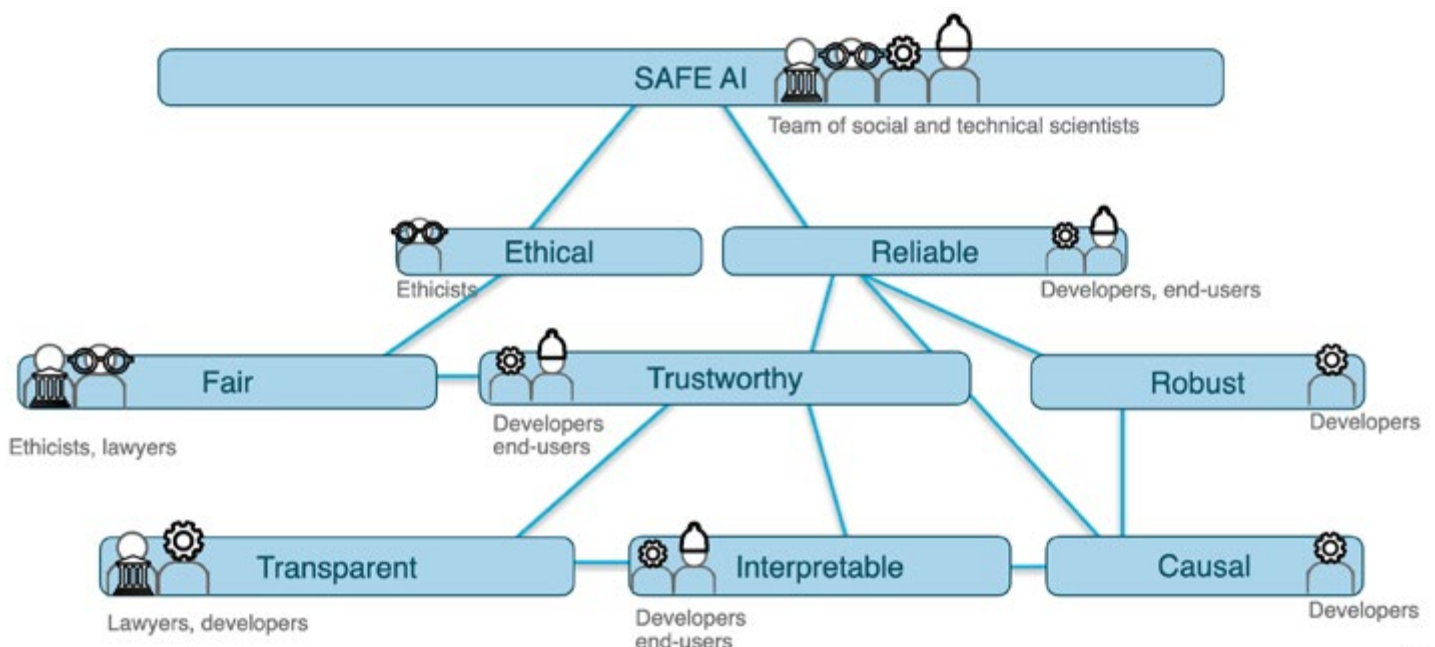 SAFE AI
Team of social and technical scientists
Ethical
Reliable
Ethicists
Developers, end-users
Fair
Trustworthy
Robust
Ethicists, lawyers
Developers
end-users
Developers
Transparent
Interpretable
Causal
Lawyers, developers
Developers
end-users
Developers